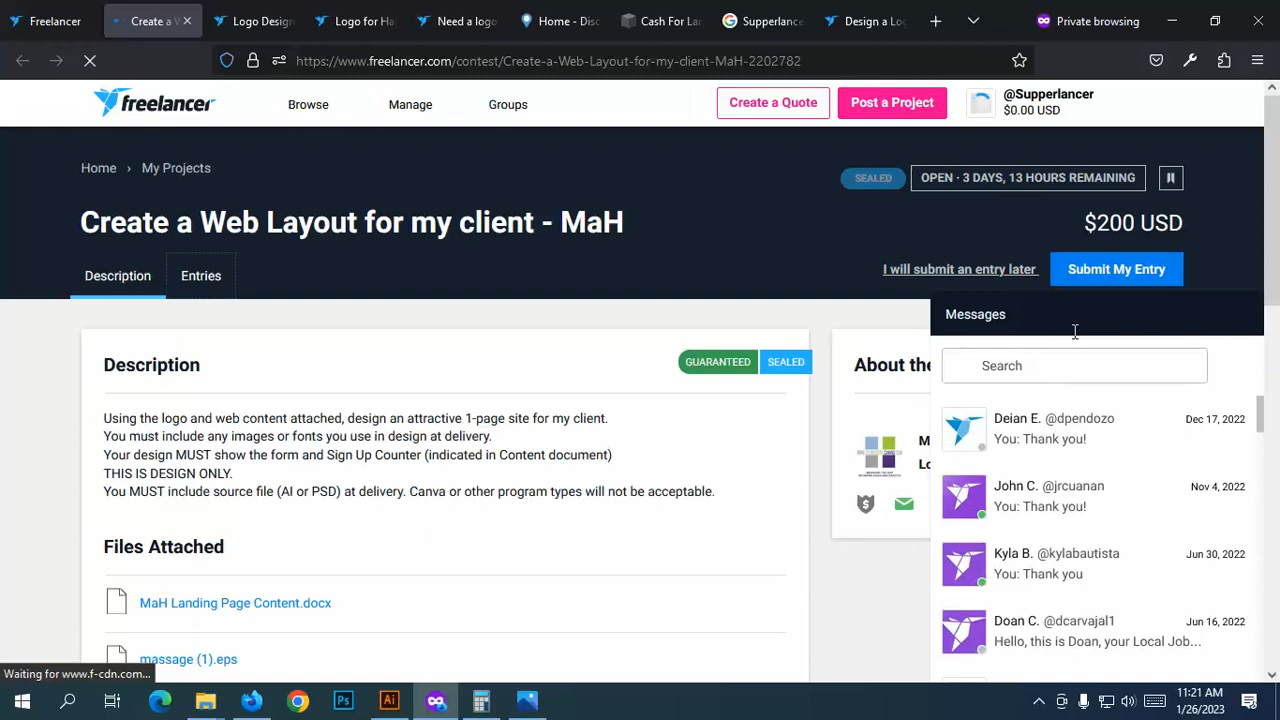 Freelancer
Create a W
Logo Design
Logo for Ha
Need a logo
Home - Disc
Cash For Lan
Supperlance
Design a Lo
Private browsing
https://www.freelancer.com/contest/Create-a-Web-Layout-for-my-client-MaH-2202782
freelancer
Browse
Manage
Groups
Create a Quote
Post a Project
@Supperlancer
$0.00 USD
Home › My Projects
SEALED
OPEN · 3 DAYS, 13 HOURS REMAINING
Create a Web Layout for my client - MaH
$200 USD
Description
Entries
I will submit an entry later
Submit My Entry
Messages
Search
Description
GUARANTEED
SEALED
About the
Using the logo and web content attached, design an attractive 1-page site for my client.
You must include any images or fonts you use in design at delivery.
Your design MUST show the form and Sign Up Counter (indicated in Content document)
THIS IS DESIGN ONLY.
You MUST include source file (AI or PSD) at delivery. Canva or other program types will not be acceptable.
M
Lo
Files Attached
MaH Landing Page Content.docx
massage (1).eps
Deian E. @dpendozo
Dec 17, 2022
You: Thank you!
John C. @jrcuanan
Nov 4, 2022
You: Thank you!
Kyla B. @kylabautista
Jun 30, 2022
You: Thank you
Doan C. @dcarvajal1
Jun 16, 2022
Hello, this is Doan, your Local Job...
Waiting for www.f-cdn.com...
Ps
Ai
11:21 AM
1/26/2023